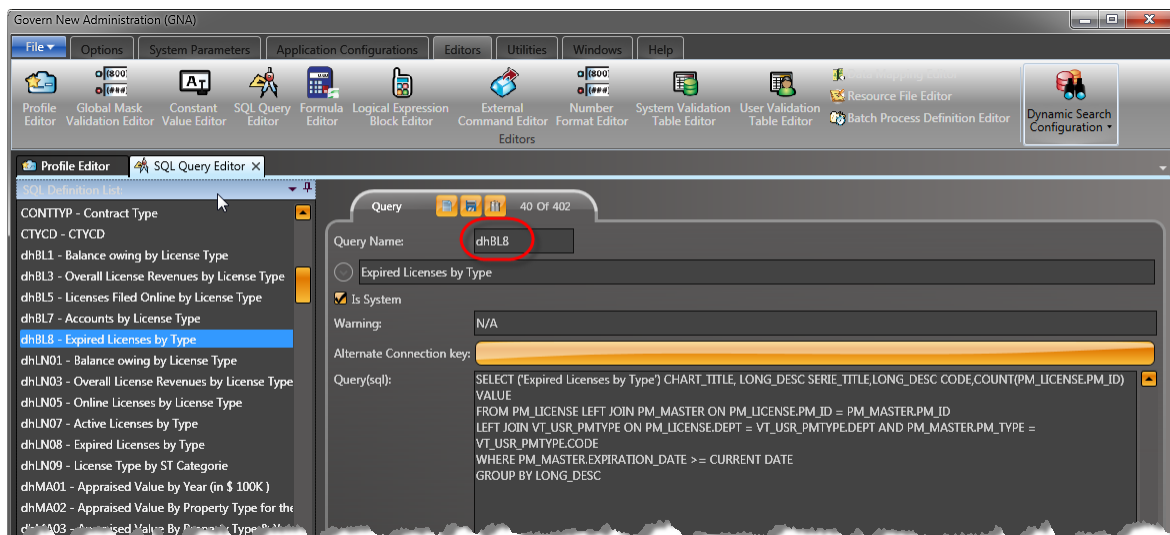 Govern New Administration (GNA)
File Options System Parameters Application Configurations Editors Utilities Windows Help
Profile Editor
Global Mask Validation Editor
Constant Value Editor
SQL Query Editor
Formula Editor
Logical Expression Block Editor
External Command Editor
Number Format Editor
System Validation Table Editor
User Validation Table Editor
Resource File Editor
Batch Process Definition Editor
Dynamic Search Configuration
Editors
Profile Editor SQL Query Editor
SQL Definition List:
CONTTYP - Contract Type
CTYCD - CTYCD
dhBL1 - Balance owing by License Type
dhBL3 - Overall License Revenues by License Type
dhBL5 - Licenses Filed Online by License Type
dhBL7 - Accounts by License Type
dhBL8 - Expired Licenses by Type
dhLN01 - Balance owing by License Type
dhLN03 - Overall License Revenues by License Type
dhLN05 - Online Licenses by License Type
dhLN07 - Active Licenses by Type
dhLN08 - Expired Licenses by Type
dhLN09 - License Type by ST Categorie
dhMA01 - Appraised Value by Year (in $ 100K )
dhMA02 - Appraised Value By Property Type for the
Query 40 Of 402
Query Name: dhBL8
Expired Licenses by Type
Is System
Warning: N/A
Alternate Connection key:
Query(sql):
SELECT ('Expired Licenses by Type') CHART_TITLE, LONG_DESC SERIE_TITLE,LONG_DESC CODE,COUNT(PM_LICENSE.PM_ID)
VALUE
FROM PM_LICENSE LEFT JOIN PM_MASTER ON PM_LICENSE.PM_ID = PM_MASTER.PM_ID
LEFT JOIN VT_USR_PMTYPE ON PM_LICENSE.DEPT = VT_USR_PMTYPE.DEPT AND PM_MASTER.PM_TYPE =
VT_USR_PMTYPE.CODE
WHERE PM_MASTER.EXPIRATION_DATE >= CURRENT DATE
GROUP BY LONG_DESC